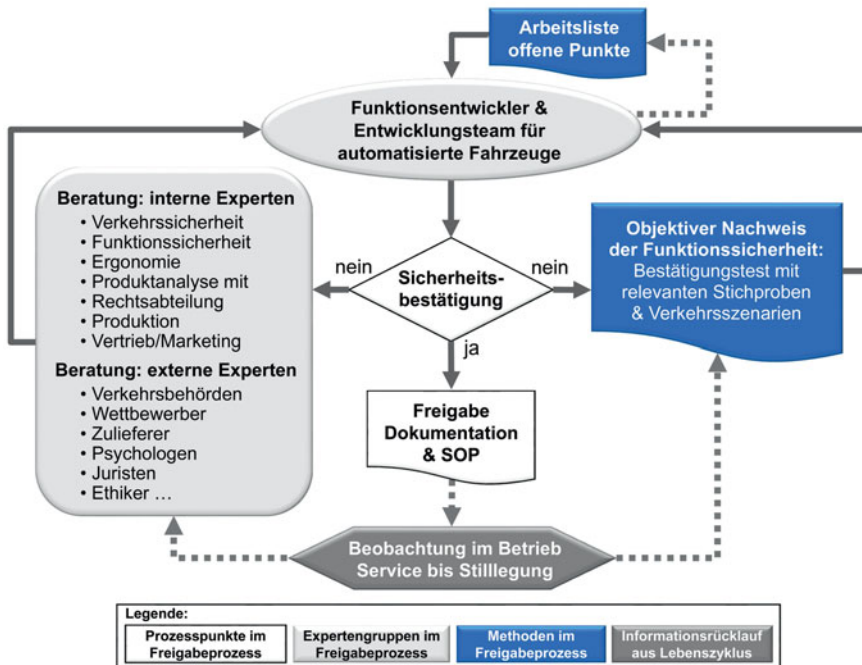 Arbeitsliste
offene Punkte
Funktionsentwickler &
Entwicklungsteam für
automatisierte Fahrzeuge
Beratung: interne Experten
• Verkehrssicherheit
• Funktionssicherheit
• Ergonomie
• Produktanalyse mit
• Rechtsabteilung
• Produktion
• Vertrieb/Marketing
Beratung: externe Experten
• Verkehrsbehörden
• Wettbewerber
• Zulieferer
• Psychologen
• Juristen
• Ethiker …
nein
Sicherheits-
bestätigung
nein
ja
Objektiver Nachweis
der Funktionssicherheit:
Bestätigungstest mit
relevanten Stichproben
& Verkehrsszenarien
Freigabe
Dokumentation
& SOP
Beobachtung im Betrieb
Service bis Stilllegung
Legende:
Prozesspunkte im
Freigabeprozess
Expertengruppen im
Freigabeprozess
Methoden im
Freigabeprozess
Informationsrücklauf
aus Lebenszyklus